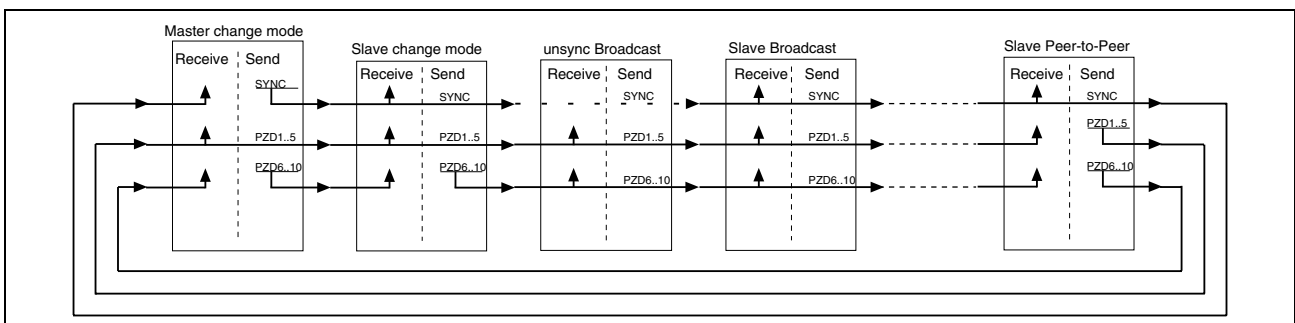 Master change mode
Receive Send
SYNC
PZD1..5
PZD6..10
Slave change mode
Receive Send
SYNC
PZD1..5
PZD6..10
unsync Broadcast
Receive Send
SYNC
PZD1..5
PZD6..10
Slave Broadcast
Receive Send
SYNC
PZD1..5
PZD6..10
Slave Peer-to-Peer
Receive Send
SYNC
PZD1..5
PZD6..10